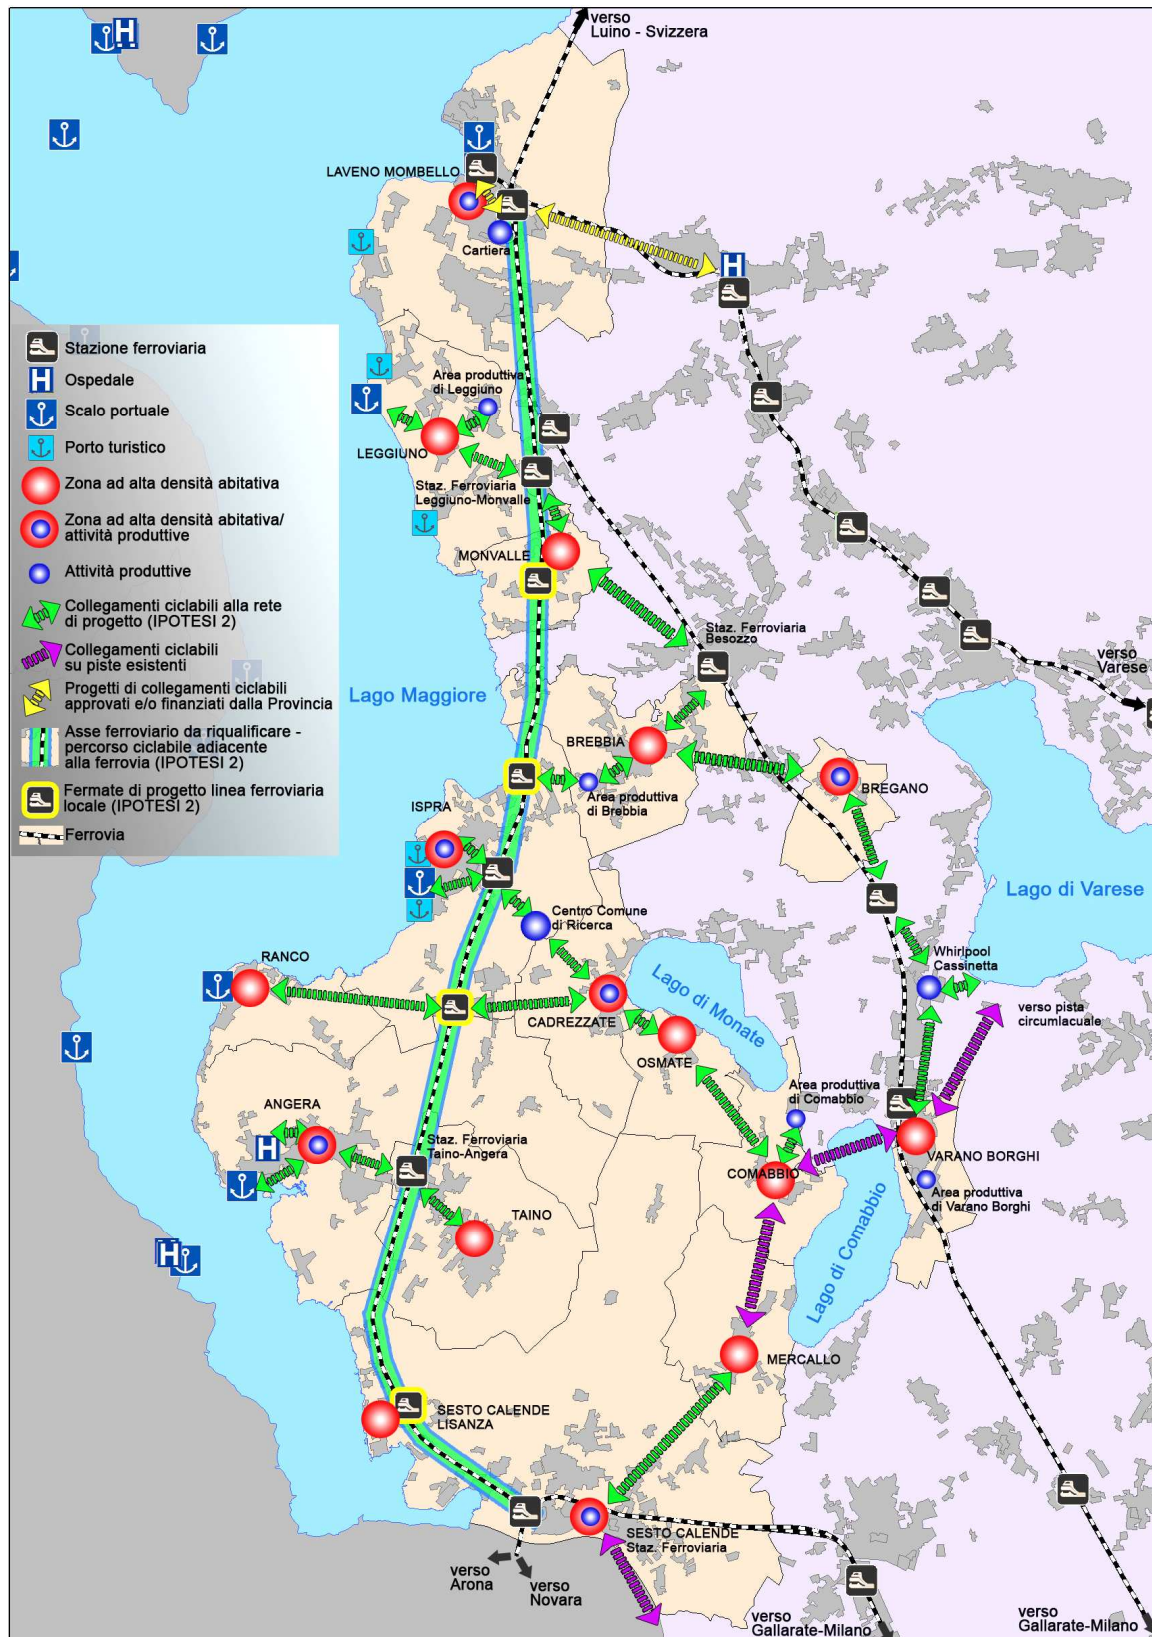 verso
Luino - Svizzera
LAVENO MOMBELLO
Cartiera
Stazione ferroviaria
H Ospedale
Scalo portuale
Porto turistico
Zona ad alta densità abitativa
Zona ad alta densità abitativa/
attività produttive
Attività produttive
Collegamenti ciclabili alla rete
di progetto (IPOTESI 2)
Collegamenti ciclabili
su piste esistenti
Progetti di collegamenti ciclabili
approvati e/o finanziati dalla Provincia
Asse ferroviario da riqualificare -
percorso ciclabile adiacente
alla ferrovia (IPOTESI 2)
Fermate di progetto linea ferroviaria
locale (IPOTESI 2)
Ferrovia
H
H
Area produttiva
di Leggiuno
LEGGIUNO
Staz. Ferroviaria
Leggiuno-Monvalle
MONVALLE
Staz. Ferroviaria
Besozzo
verso
Varese
Lago Maggiore
BREBBIA
Area produttiva
di Brebbia
BREGANO
ISPRA
Lago di Varese
Centro Comune
di Ricerca
Whirlpool
Cassinetta
RANCO
Lago di Monate
CADREZZATE
verso pista
circumlacuale
OSMATE
Area produttiva
di Comabbio
ANGERA
H
Staz. Ferroviaria
Taino-Angera
VARANO BORGHI
COMABBIO
Area produttiva
di Varano Borghi
TAINO
Lago di Comabbio
H
MERCALLO
SESTO CALENDE
LISANZA
SESTO CALENDE
Staz. Ferroviaria
verso
Arona
verso
Novara
verso
Gallarate-Milano
verso
Gallarate-Milano